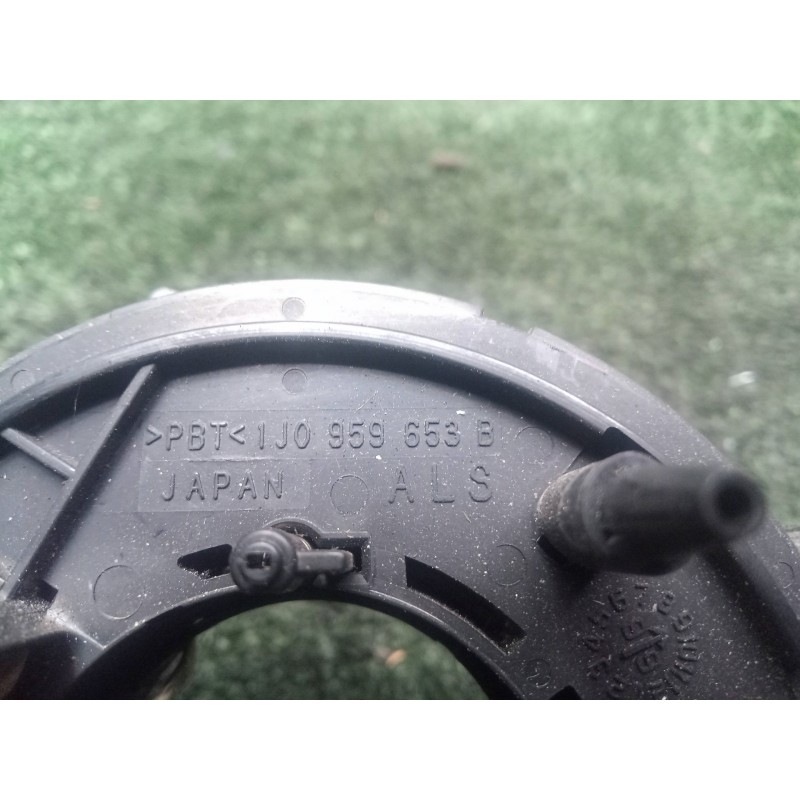 >PBT< 1J0 959 653 B
JAPAN ALS